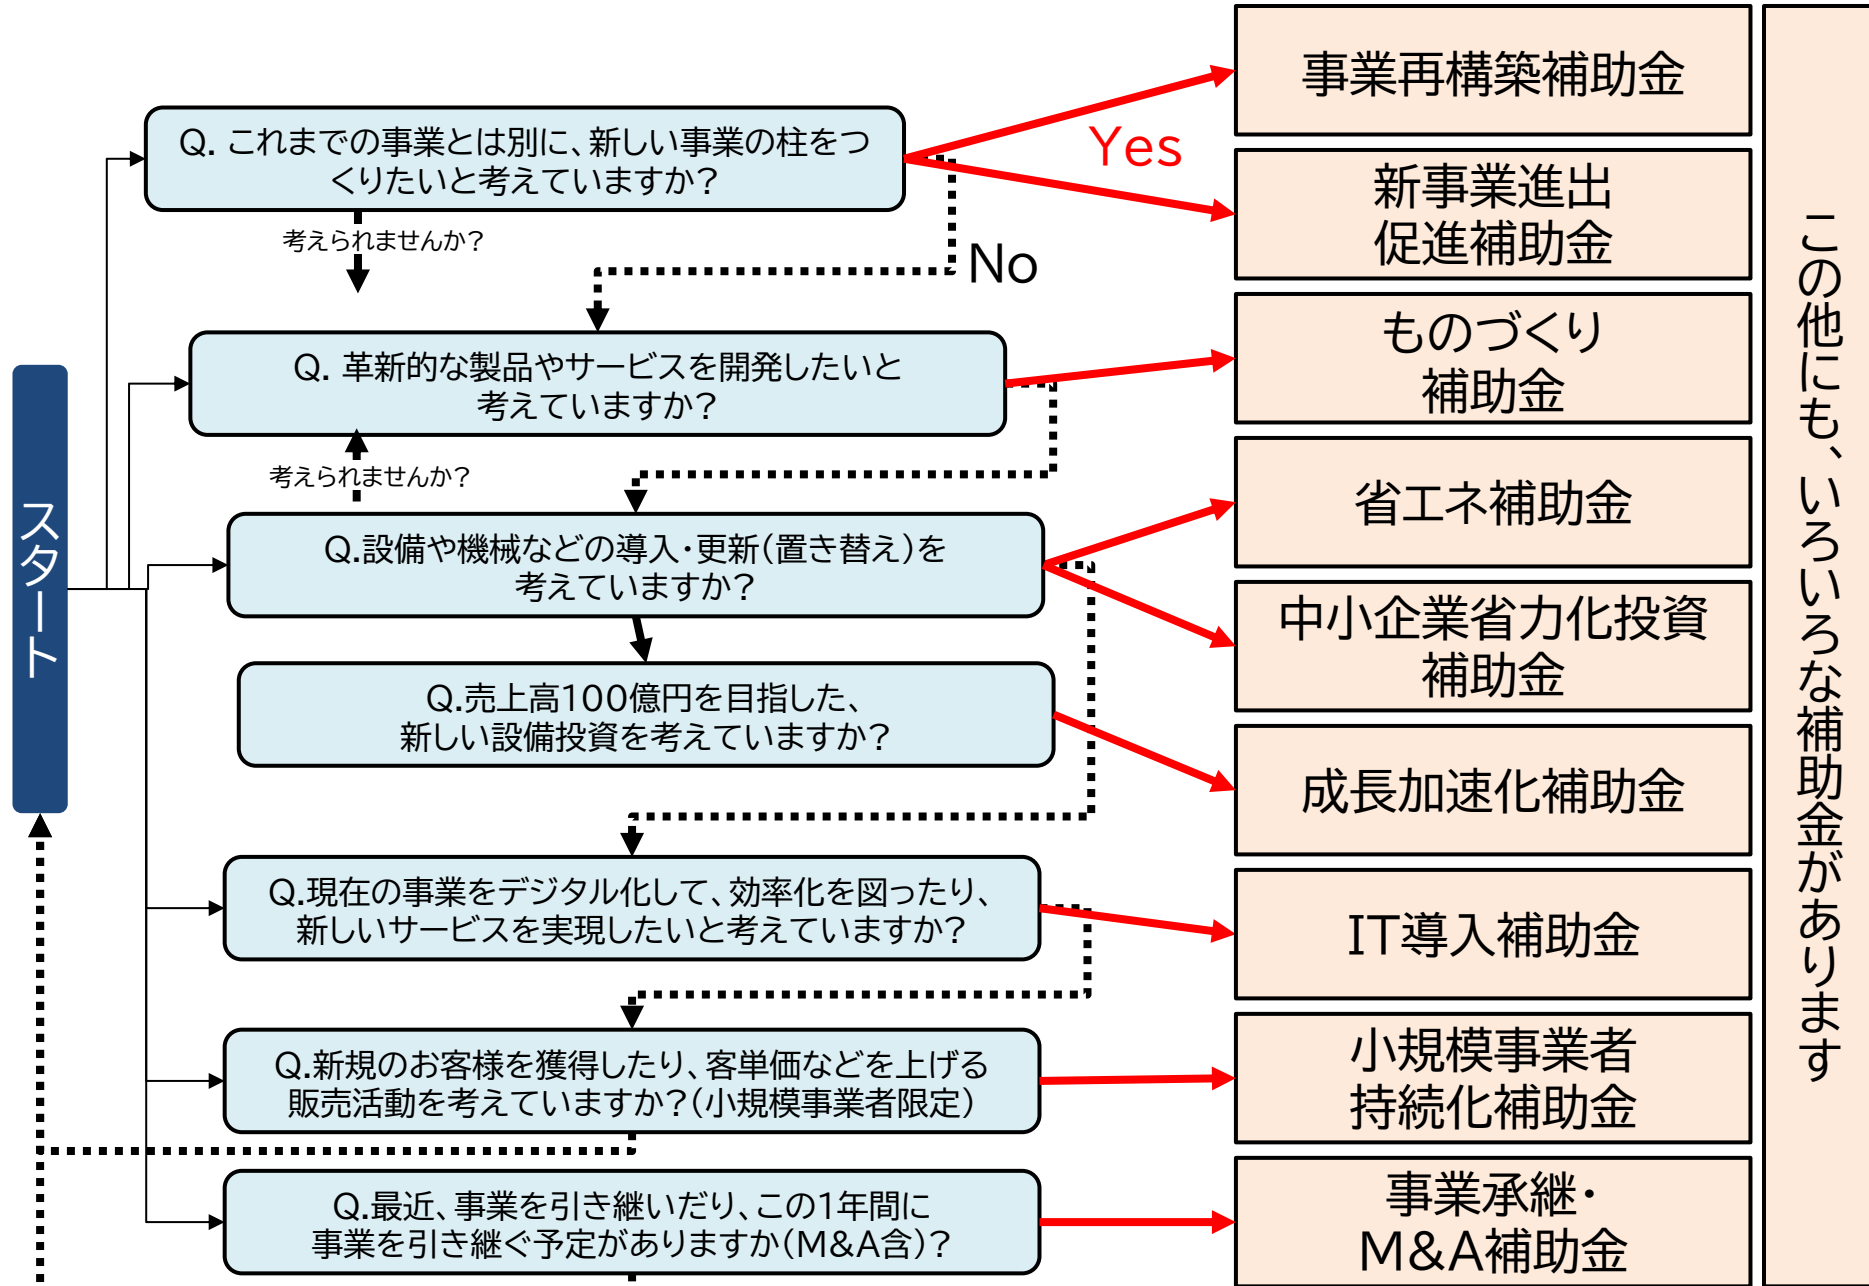 スタート
Q. これまでの事業とは別に、新しい事業の柱をつ
くりたいと考えていますか?
考えられませんか?
Yes
No
Q. 革新的な製品やサービスを開発したいと
考えていますか?
考えられませんか?
Q.設備や機械などの導入・更新(置き替え)を
考えていますか?
Q.売上高100億円を目指した、
新しい設備投資を考えていますか?
Q.現在の事業をデジタル化して、効率化を図ったり、
新しいサービスを実現したいと考えていますか?
Q.新規のお客様を獲得したり、客単価などを上げる
販売活動を考えていますか?(小規模事業者限定)
Q.最近、事業を引き継いだり、この1年間に
事業を引き継ぐ予定がありますか(M&A含)?
事業再構築補助金
新事業進出
促進補助金
ものづくり
補助金
省エネ補助金
中小企業省力化投資
補助金
成長加速化補助金
IT導入補助金
小規模事業者
持続化補助金
事業承継・
M&A補助金
この他にも、いろいろな補助金があります